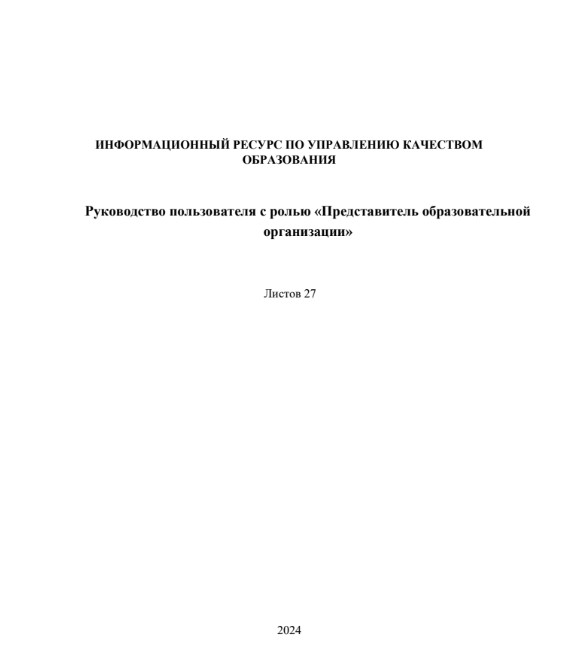 ИНФОРМАЦИОННЫЙ РЕСУРС ПО УПРАВЛЕНИЮ КАЧЕСТВОМ
ОБРАЗОВАНИЯ
Руководство пользователя с ролью «Представитель образовательной
организации»
Листов 27
2024